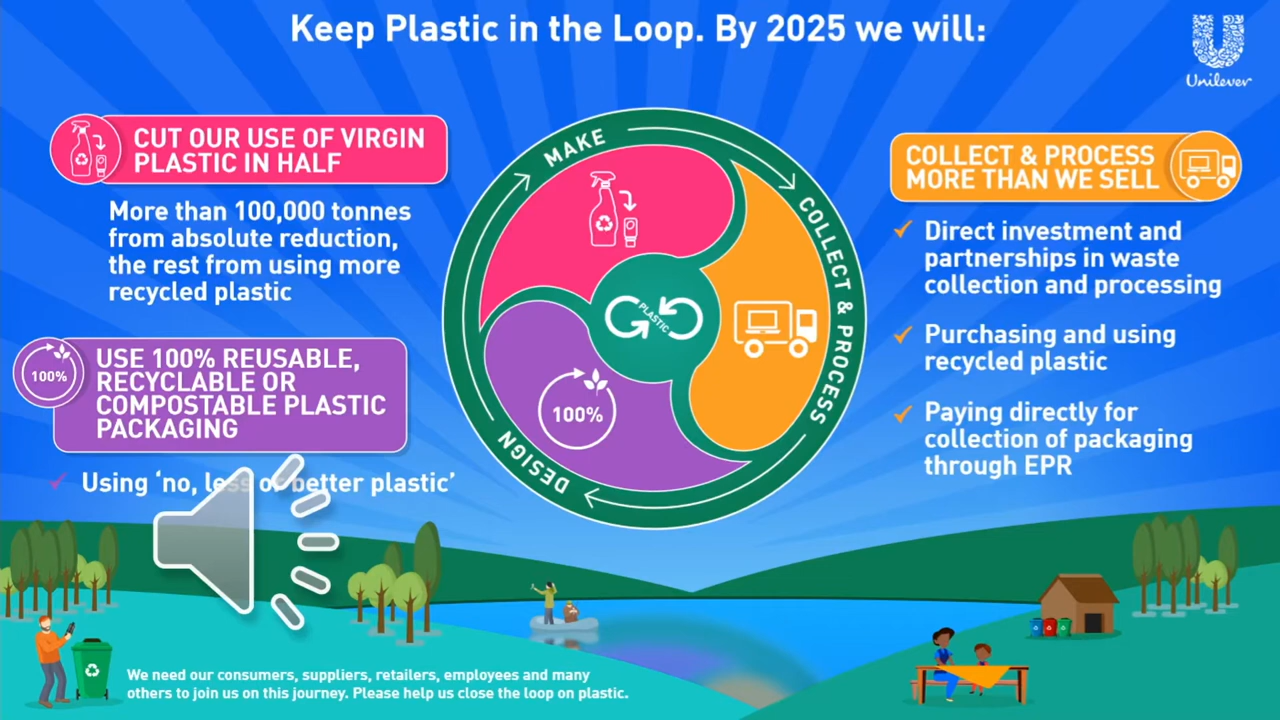 Keep Plastic in the Loop. By 2025 we will:
Unilever
CUT OUR USE OF VIRGIN
PLASTIC IN HALF
More than 100,000 tonnes
from absolute reduction,
the rest from using more
recycled plastic
USE 100% REUSABLE,
RECYCLABLE OR
COMPOSTABLE PLASTIC
PACKAGING
100%
Using ‘no, less or better plastic’
MAKE
COLLECT & PROCESS
DESIGN
PLASTIC
100%
COLLECT & PROCESS
MORE THAN WE SELL
Direct investment and
partnerships in waste
collection and processing
Purchasing and using
recycled plastic
Paying directly for
collection of packaging
through EPR
We need our consumers, suppliers, retailers, employees and many
others to join us on this journey. Please help us close the loop on plastic.